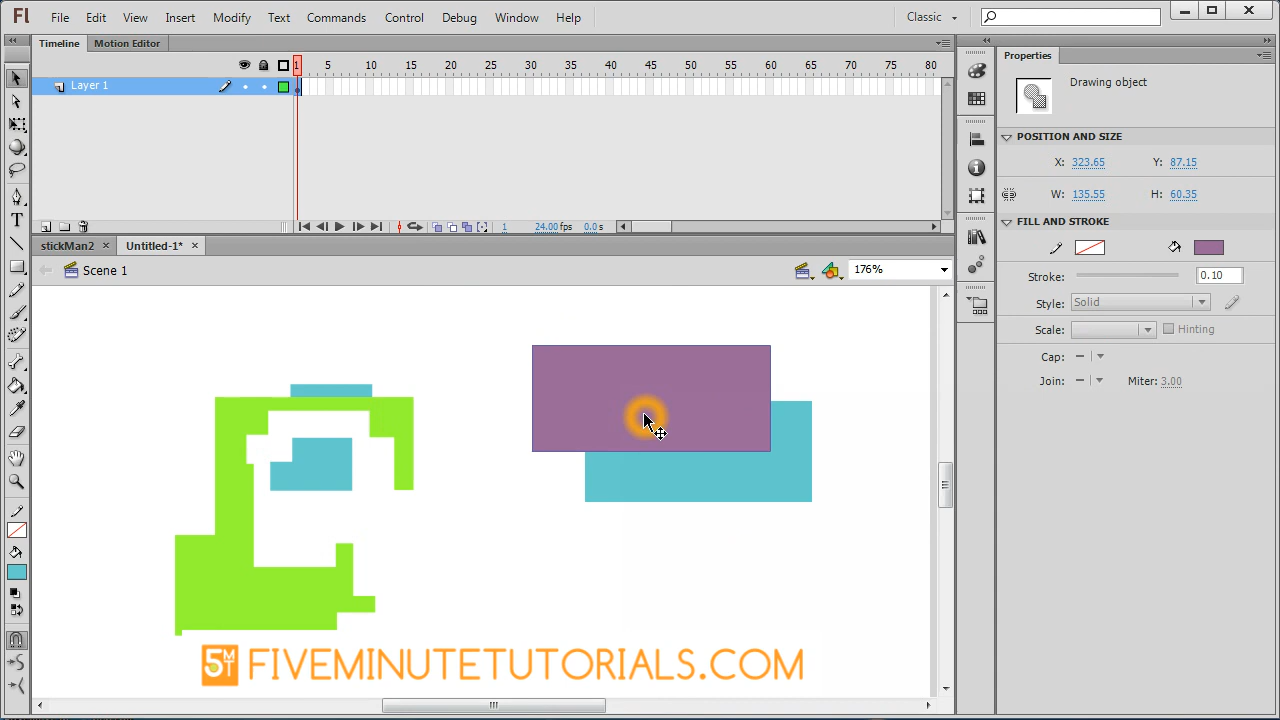 Fl File Edit View Insert Modify Text Commands Control Debug Window Help Classic
Timeline Motion Editor
1 5 10 15 20 25 30 35 40 45 50 55 60 65 70 75 80
Layer 1
1 24.00 fps 0.0 s
stickMan2 × Untitled-1* ×
Scene 1 176%
Properties
Drawing object
POSITION AND SIZE
X: 323.65 Y: 87.15
W: 135.55 H: 60.35
FILL AND STROKE
Stroke: 0.10
Style: Solid
Scale: Hinting
Cap:
Join: Miter: 3.00
T
5MT FIVEMINUTETUTORIALS.COM